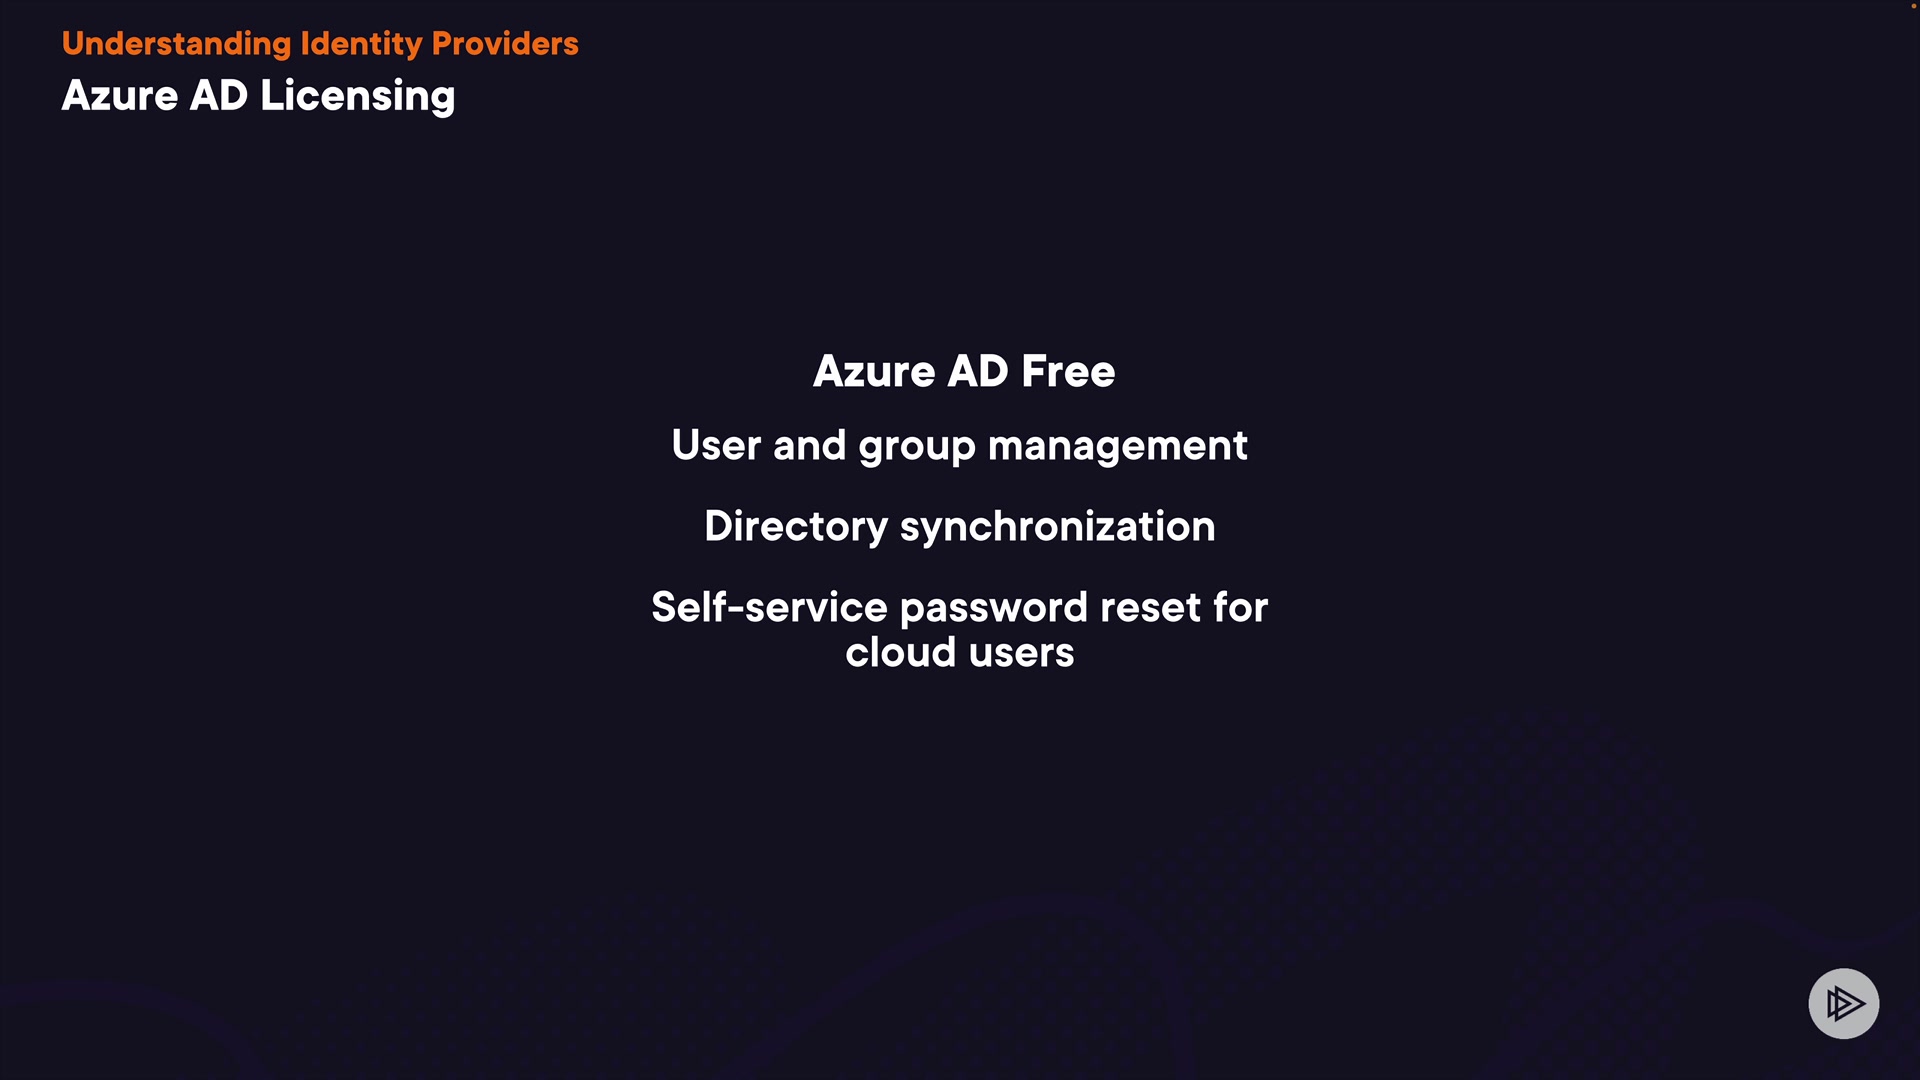 Understanding Identity Providers
Azure AD Licensing
Azure AD Free
User and group management
Directory synchronization
Self-service password reset for
cloud users